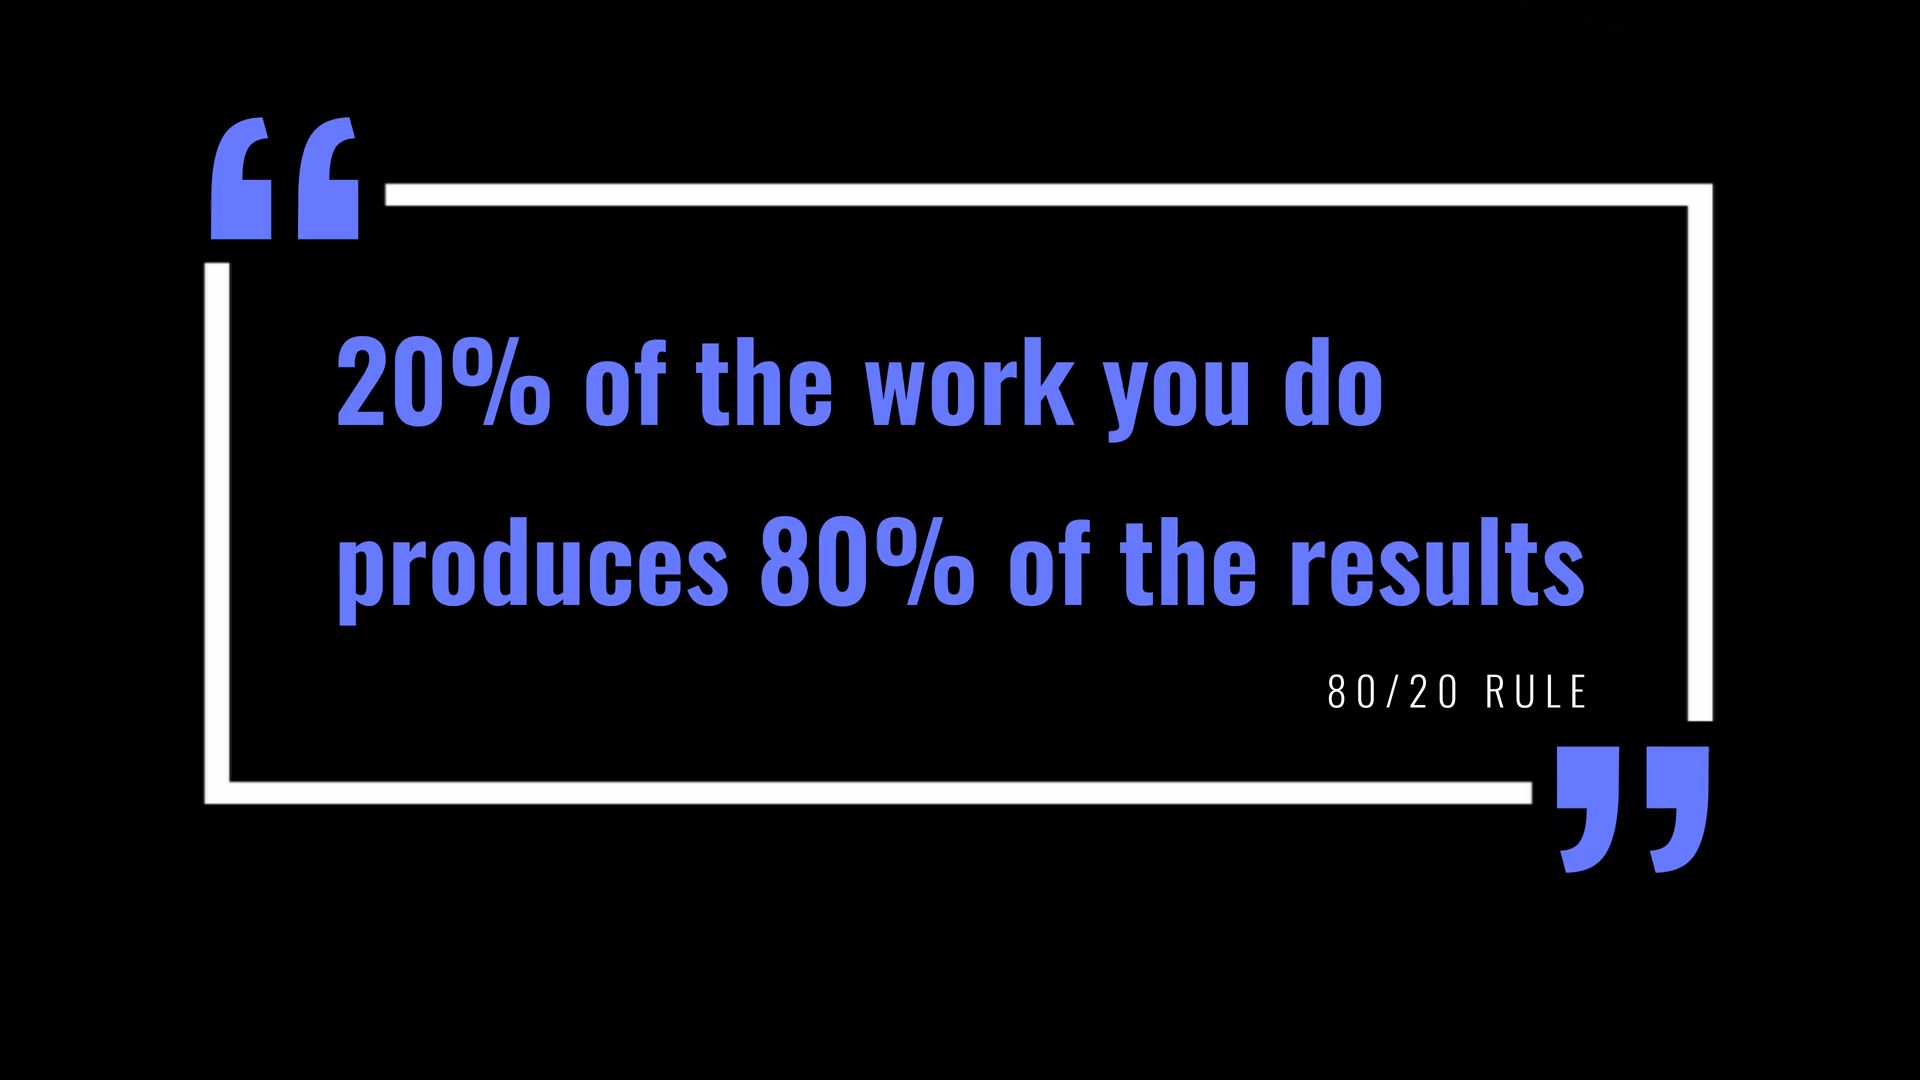 “
20% of the work you do
produces 80% of the results
80/20 RULE
”